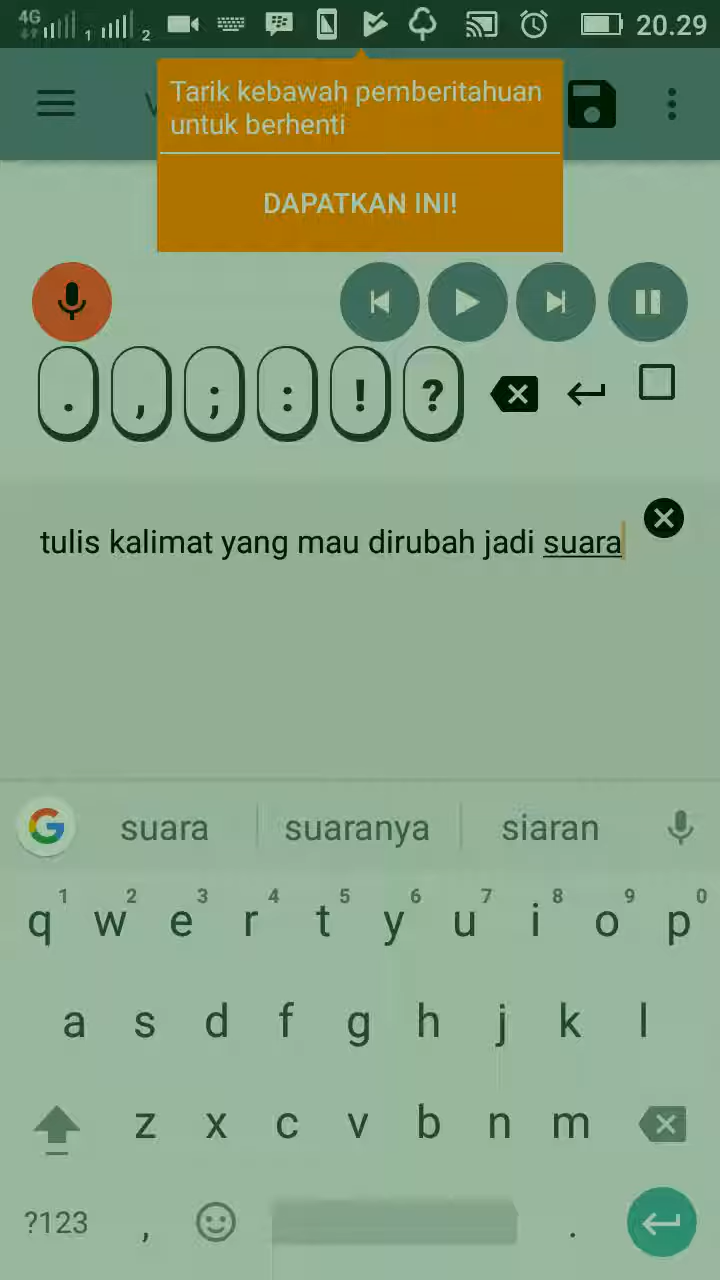 4G 1 2 20.29
Tarik kebawah pemberitahuan
untuk berhenti
DAPATKAN INI!
. , ; : ! ?
tulis kalimat yang mau dirubah jadi suara
G suara suaranya siaran
1 2 3 4 5 6 7 8 9 0
q w e r t y u i o p
a s d f g h j k l
z x c v b n m
?123 , .